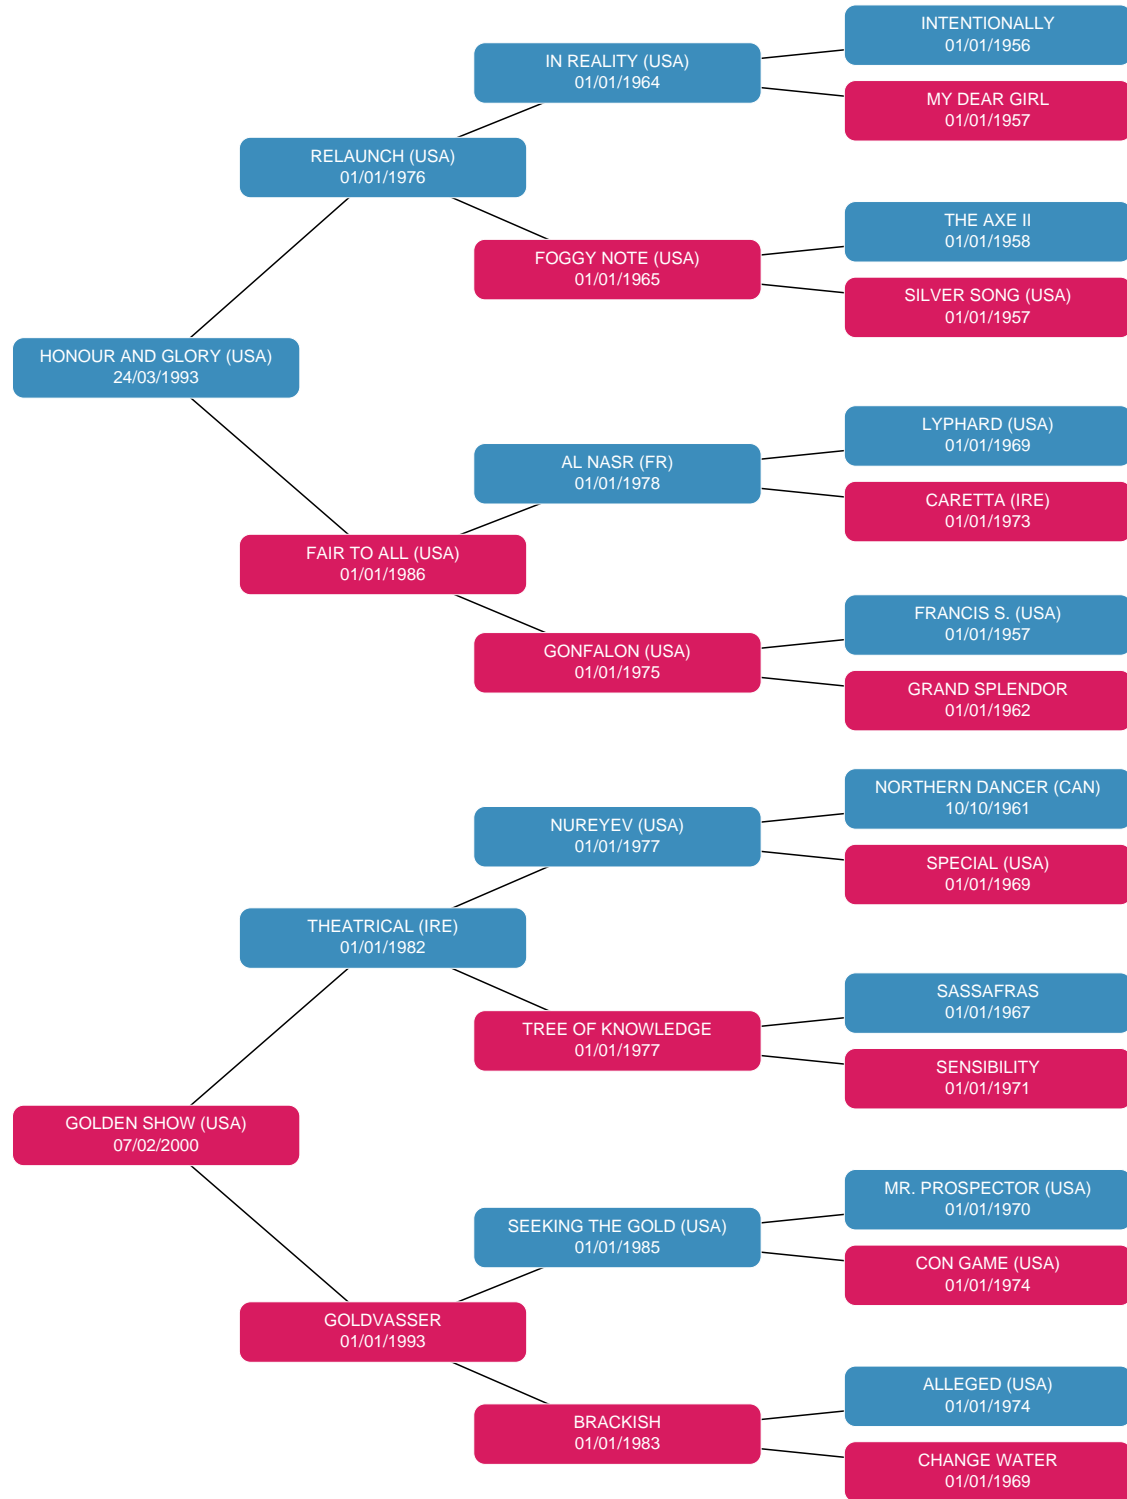 INTENTIONALLY
01/01/1956
IN REALITY (USA)
01/01/1964
MY DEAR GIRL
01/01/1957
RELAUNCH (USA)
01/01/1976
THE AXE II
01/01/1958
FOGGY NOTE (USA)
01/01/1965
SILVER SONG (USA)
01/01/1957
HONOUR AND GLORY (USA)
24/03/1993
LYPHARD (USA)
01/01/1969
AL NASR (FR)
01/01/1978
CARETTA (IRE)
01/01/1973
FAIR TO ALL (USA)
01/01/1986
FRANCIS S. (USA)
01/01/1957
GONFALON (USA)
01/01/1975
GRAND SPLENDOR
01/01/1962
NORTHERN DANCER (CAN)
10/10/1961
NUREYEV (USA)
01/01/1977
SPECIAL (USA)
01/01/1969
THEATRICAL (IRE)
01/01/1982
SASSAFRAS
01/01/1967
TREE OF KNOWLEDGE
01/01/1977
SENSIBILITY
01/01/1971
GOLDEN SHOW (USA)
07/02/2000
MR. PROSPECTOR (USA)
01/01/1970
SEEKING THE GOLD (USA)
01/01/1985
CON GAME (USA)
01/01/1974
GOLDVASSER
01/01/1993
ALLEGED (USA)
01/01/1974
BRACKISH
01/01/1983
CHANGE WATER
01/01/1969